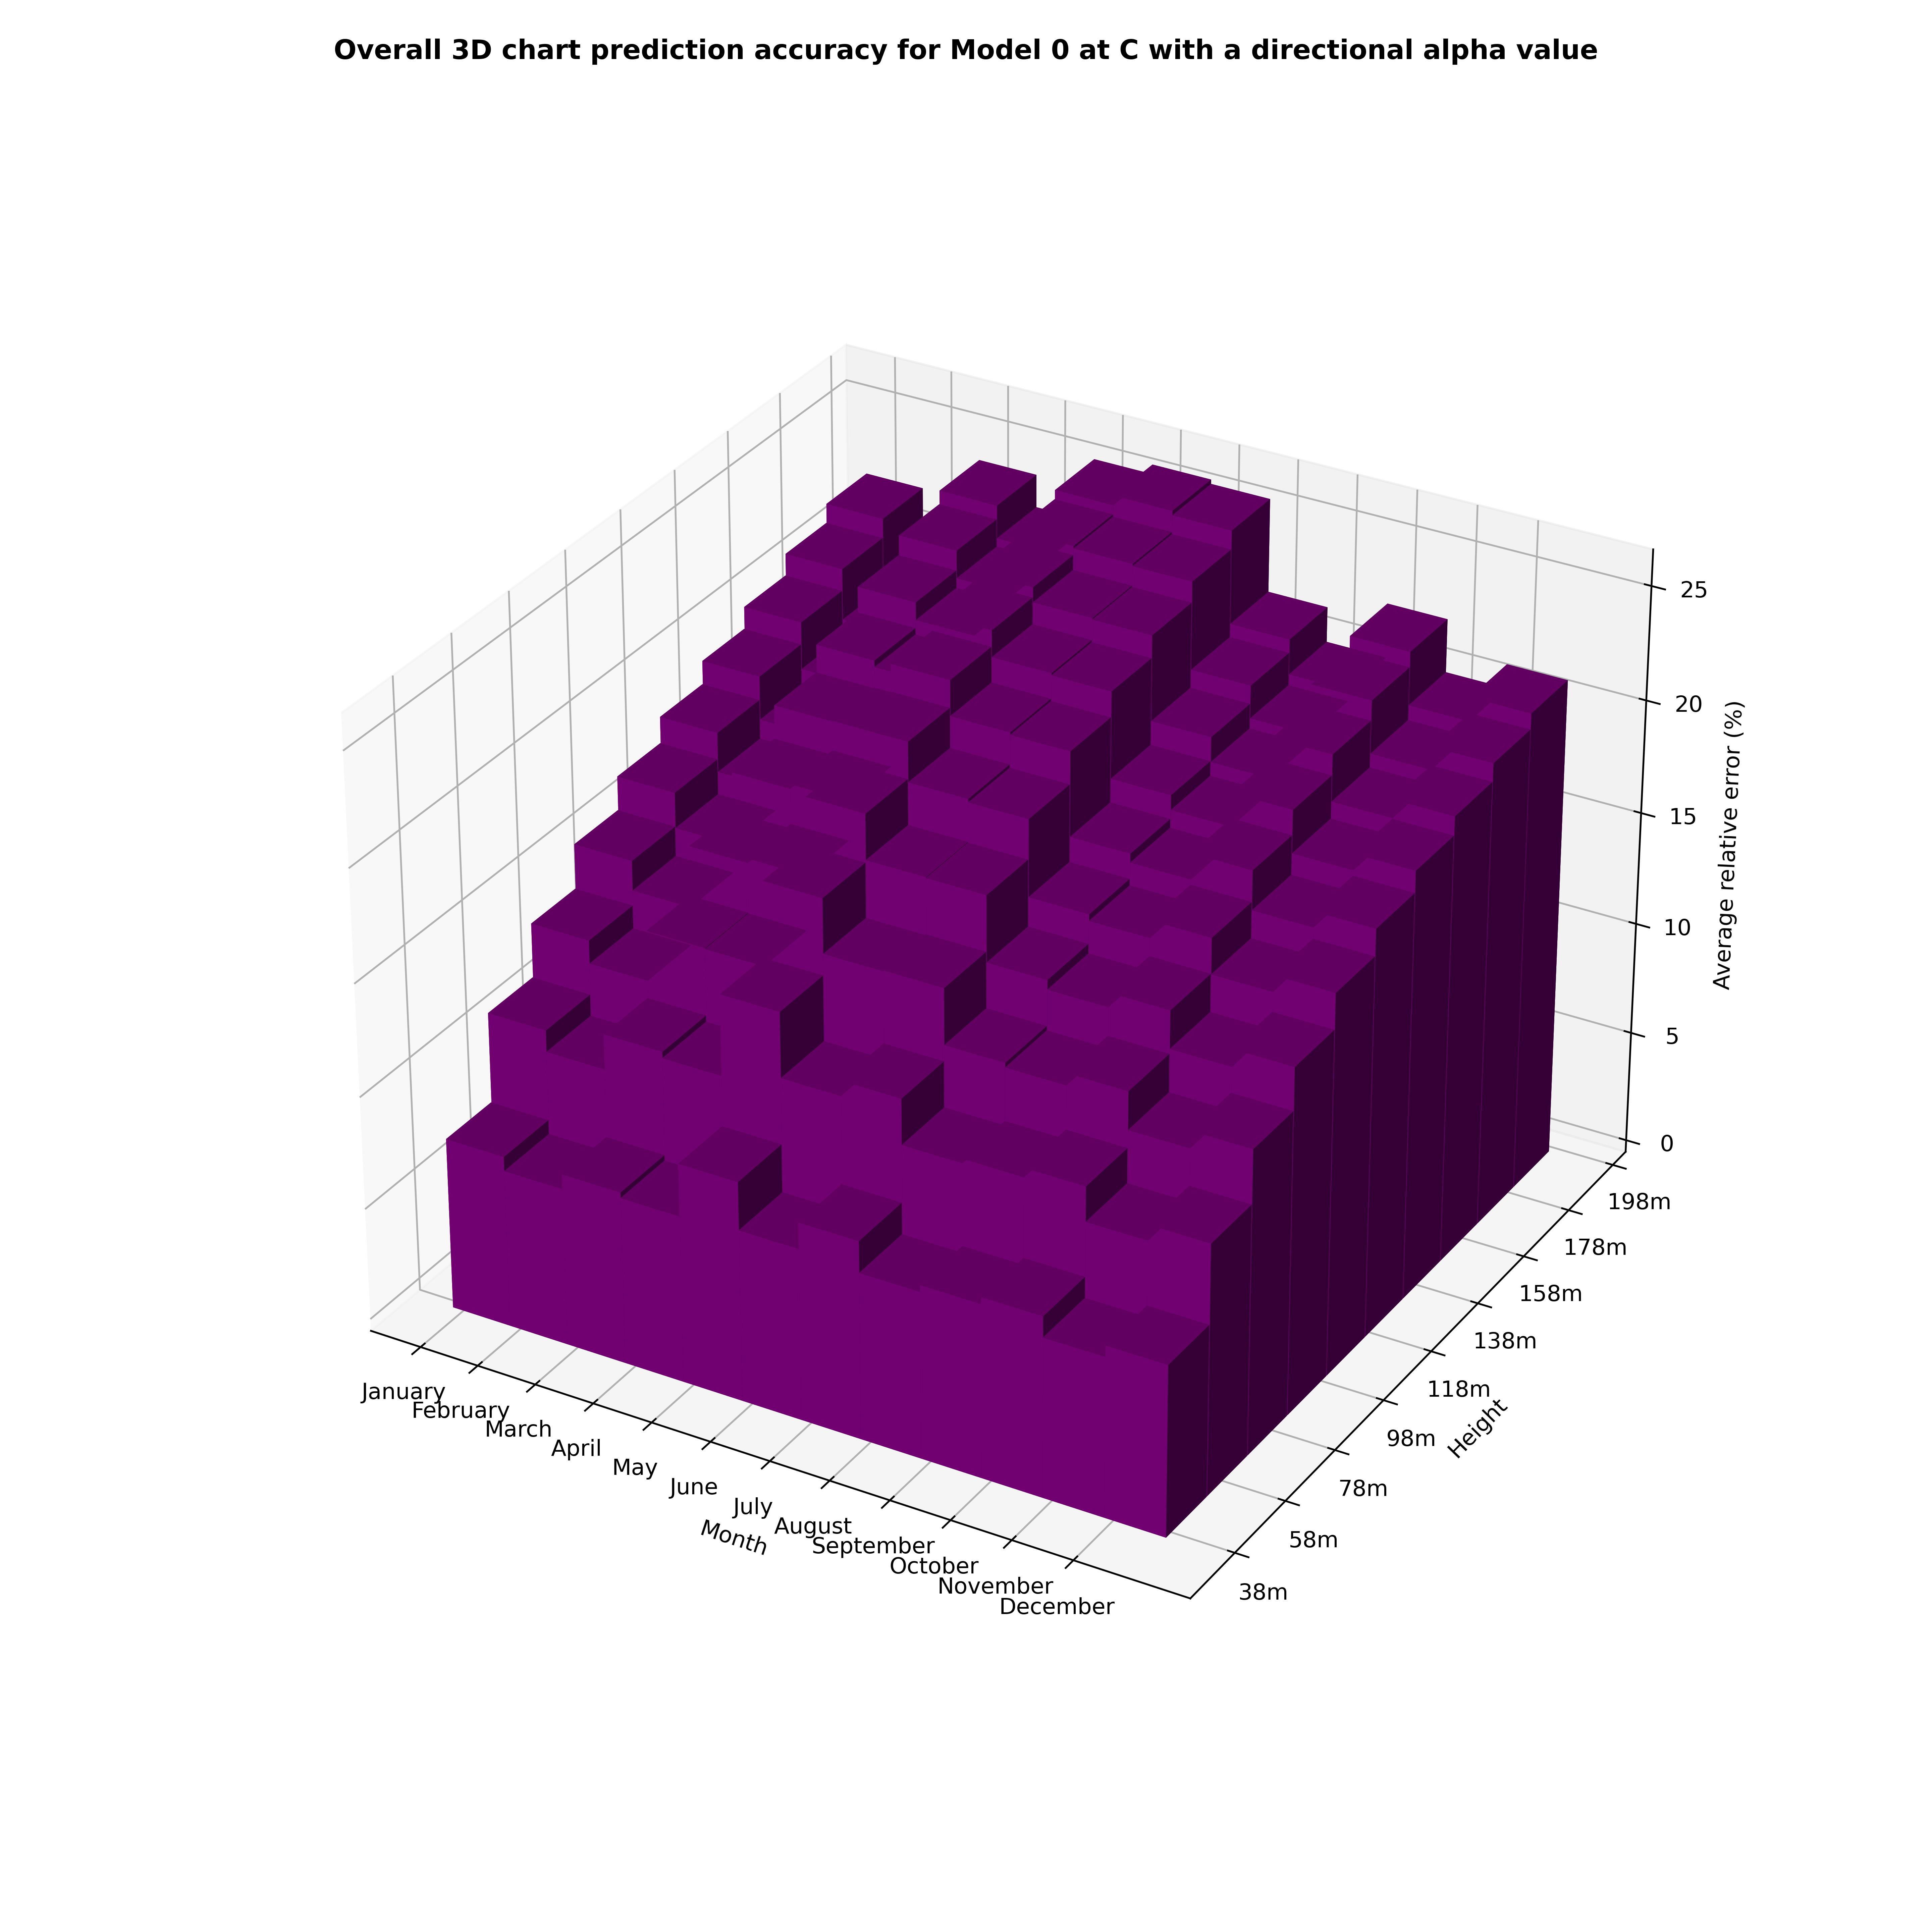 Overall 3D chart prediction accuracy for Model 0 at C with a directional alpha value
25
20
15
10
5
0
Average relative error (%)
198m
178m
158m
138m
118m
98m
78m
58m
38m
Height
January
February
March
April
May
June
July
August
September
October
November
December
Month